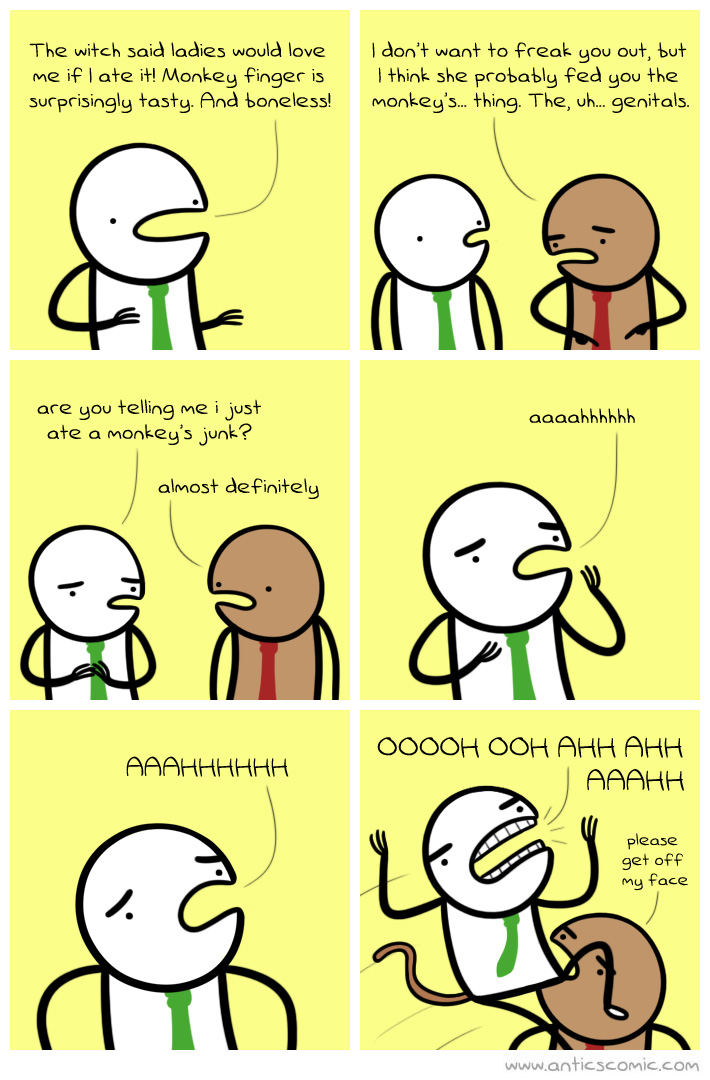 The witch said ladies would love
me if I ate it! Monkey finger is
surprisingly tasty. And boneless!
I don't want to freak you out, but
I think she probably fed you the
monkey's... thing. The, uh... genitals.
are you telling me i just
ate a monkey's junk?
almost definitely
aaaahhhhhh
AAAHHHHHH
OOOOH OOH AHH AHH
AAAHH
please
get off
my face
www.anticscomic.com